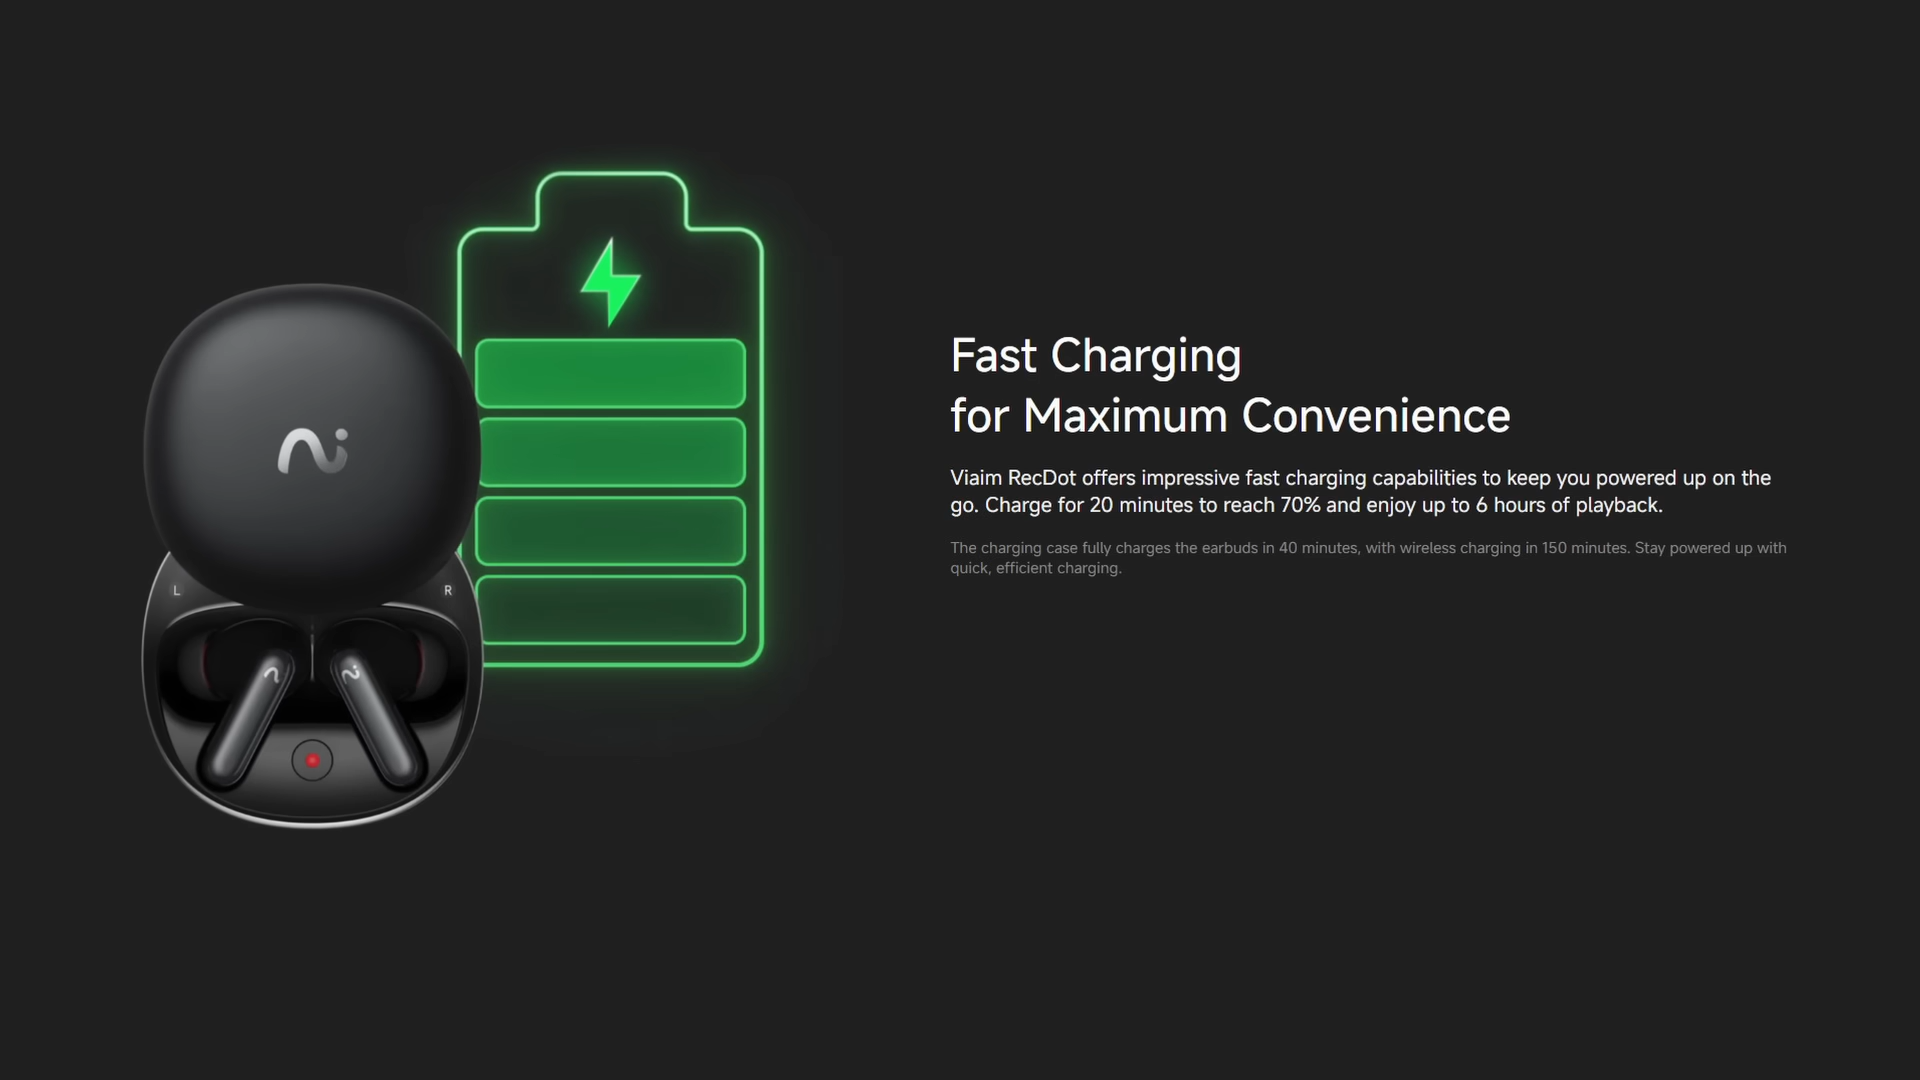 Fast Charging
for Maximum Convenience
Viaim RecDot offers impressive fast charging capabilities to keep you powered up on the
go. Charge for 20 minutes to reach 70% and enjoy up to 6 hours of playback.
The charging case fully charges the earbuds in 40 minutes, with wireless charging in 150 minutes. Stay powered up with
quick, efficient charging.
L
R